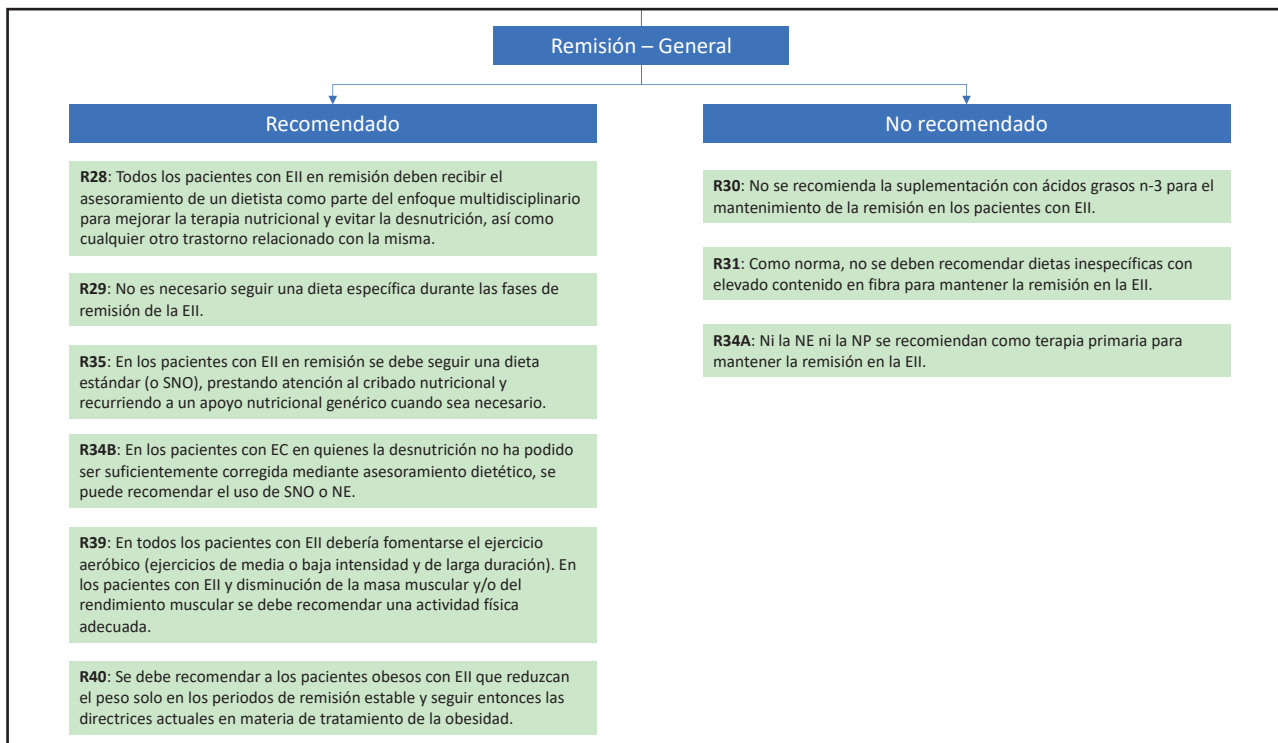 Remisión – General
Recomendado
R28: Todos los pacientes con EII en remisión deben recibir el
asesoramiento de un dietista como parte del enfoque multidisciplinario
para mejorar la terapia nutricional y evitar la desnutrición, así como
cualquier otro trastorno relacionado con la misma.
R29: No es necesario seguir una dieta específica durante las fases de
remisión de la EII.
R35: En los pacientes con EII en remisión se debe seguir una dieta
estándar (o SNO), prestando atención al cribado nutricional y
recurriendo a un apoyo nutricional genérico cuando sea necesario.
R34B: En los pacientes con EC en quienes la desnutrición no ha podido
ser suficientemente corregida mediante asesoramiento dietético, se
puede recomendar el uso de SNO o NE.
R39: En todos los pacientes con EII debería fomentarse el ejercicio
aeróbico (ejercicios de media o baja intensidad y de larga duración). En
los pacientes con EII y disminución de la masa muscular y/o del
rendimiento muscular se debe recomendar una actividad física
adecuada.
R40: Se debe recomendar a los pacientes obesos con EII que reduzcan
el peso solo en los periodos de remisión estable y seguir entonces las
directrices actuales en materia de tratamiento de la obesidad.
No recomendado
R30: No se recomienda la suplementación con ácidos grasos n-3 para el
mantenimiento de la remisión en los pacientes con EII.
R31: Como norma, no se deben recomendar dietas inespecíficas con
elevado contenido en fibra para mantener la remisión en la EII.
R34A: Ni la NE ni la NP se recomiendan como terapia primaria para
mantener la remisión en la EII.